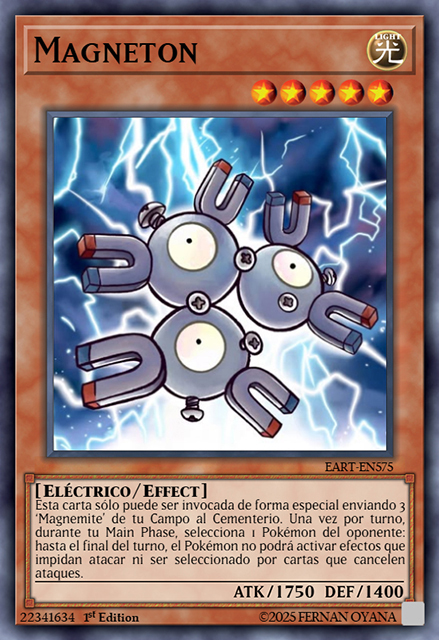 MAGNETON
LIGHT
光
EART-EN575
[ELÉCTRICO/EFFECT]
Esta carta sólo puede ser invocada de forma especial enviando 3
'Magnemite' de tu Campo al Cementerio. Una vez por turno,
durante tu Main Phase, selecciona 1 Pokémon del oponente:
hasta el final del turno, el Pokémon no podrá activar efectos que
impidan atacar ni ser seleccionado por cartas que cancelen
ataques.
ATK/1750 DEF/1400
22341634 1st Edition ©2025 FERNAN OYANA